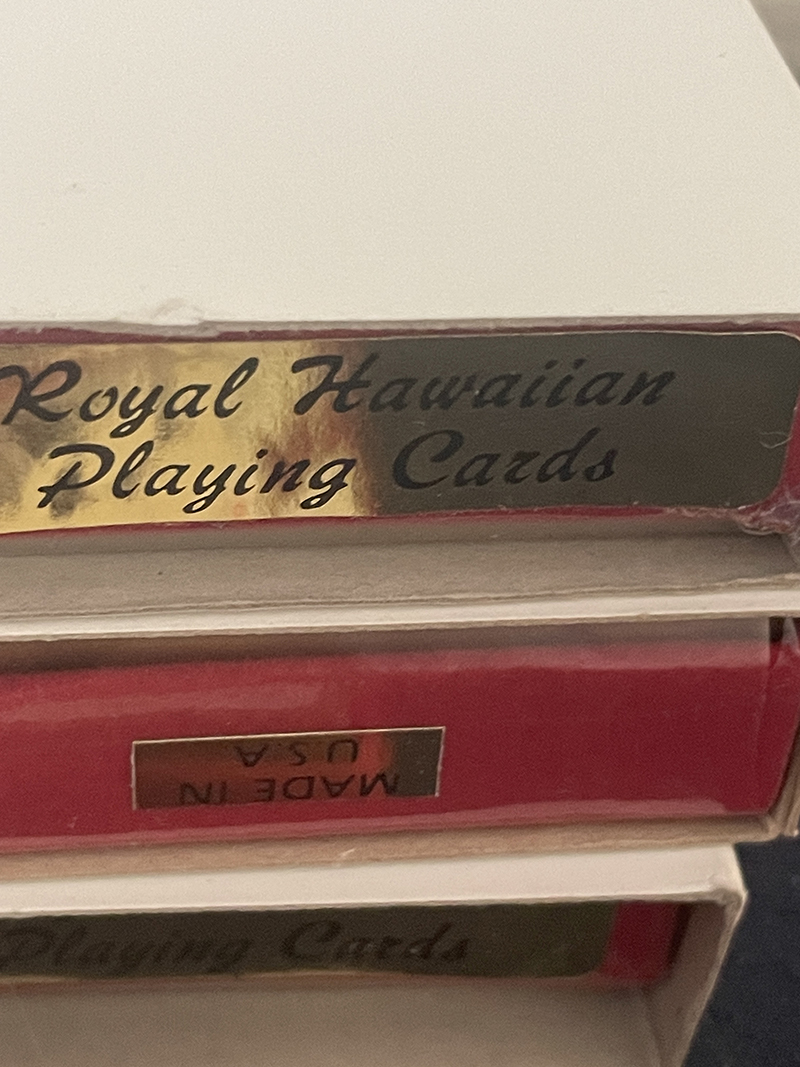 Royal Hawaiian
Playing Cards
MADE IN
U.S.A
Playing Cards